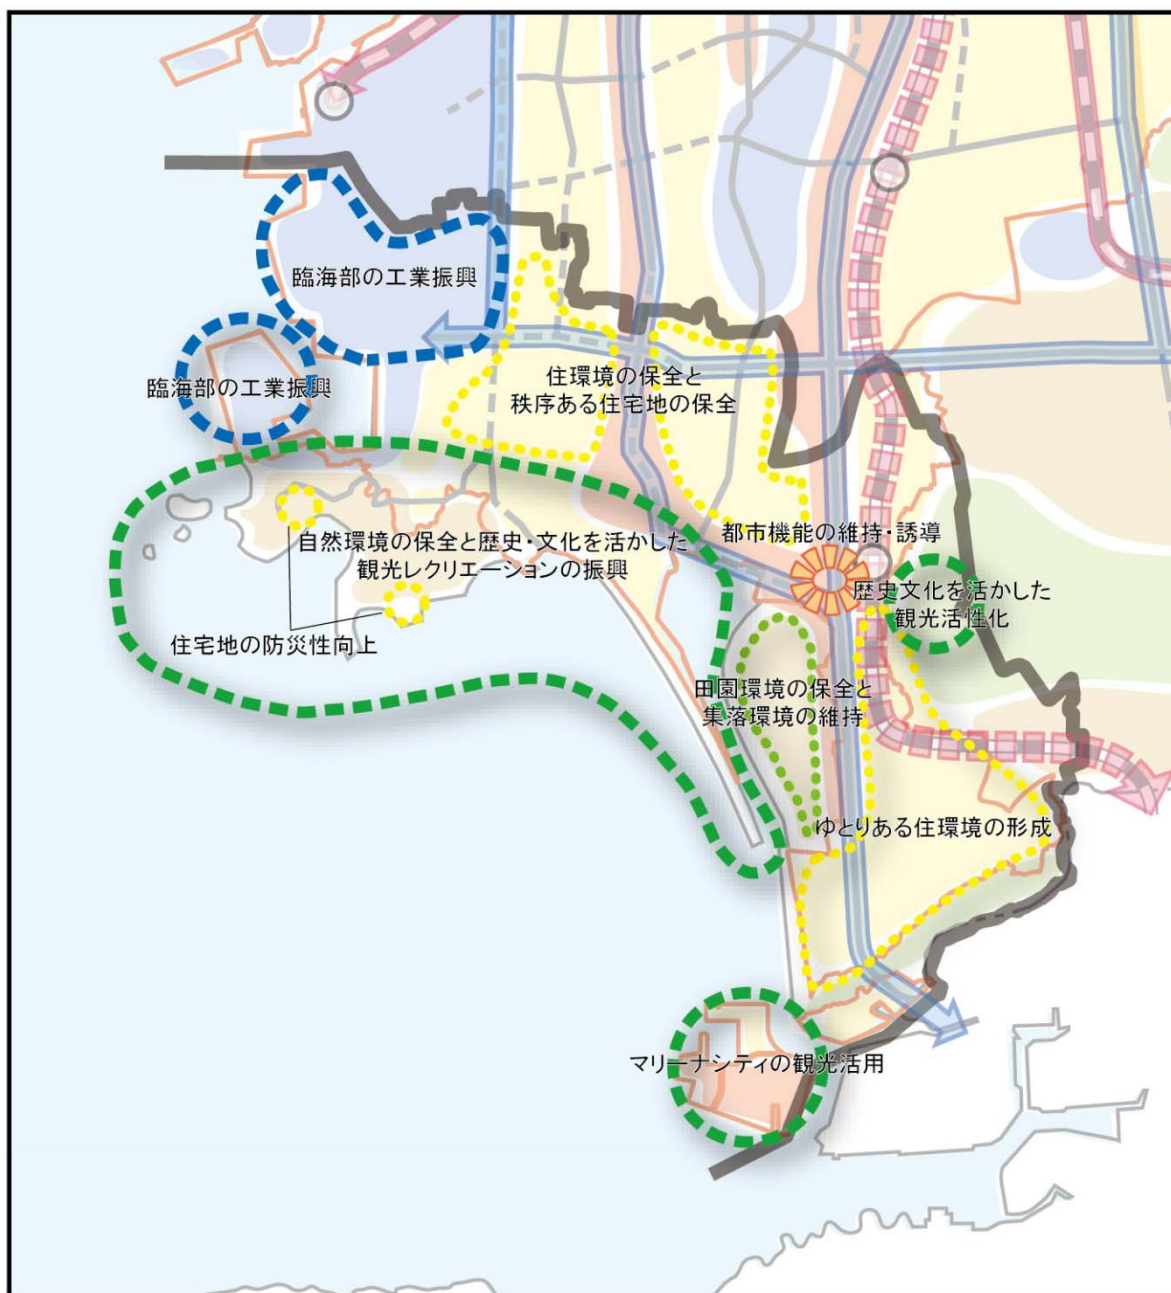 臨海部の工業振興
臨海部の工業振興
住環境の保全と
秩序ある住宅地の保全
都市機能の維持・誘導
自然環境の保全と歴史・文化を活かした
観光レクリエーションの振興
歴史文化を活かした
観光活性化
住宅地の防災性向上
田園環境の保全と
集落環境の維持
ゆとりある住環境の形成
マリーナシティの観光活用